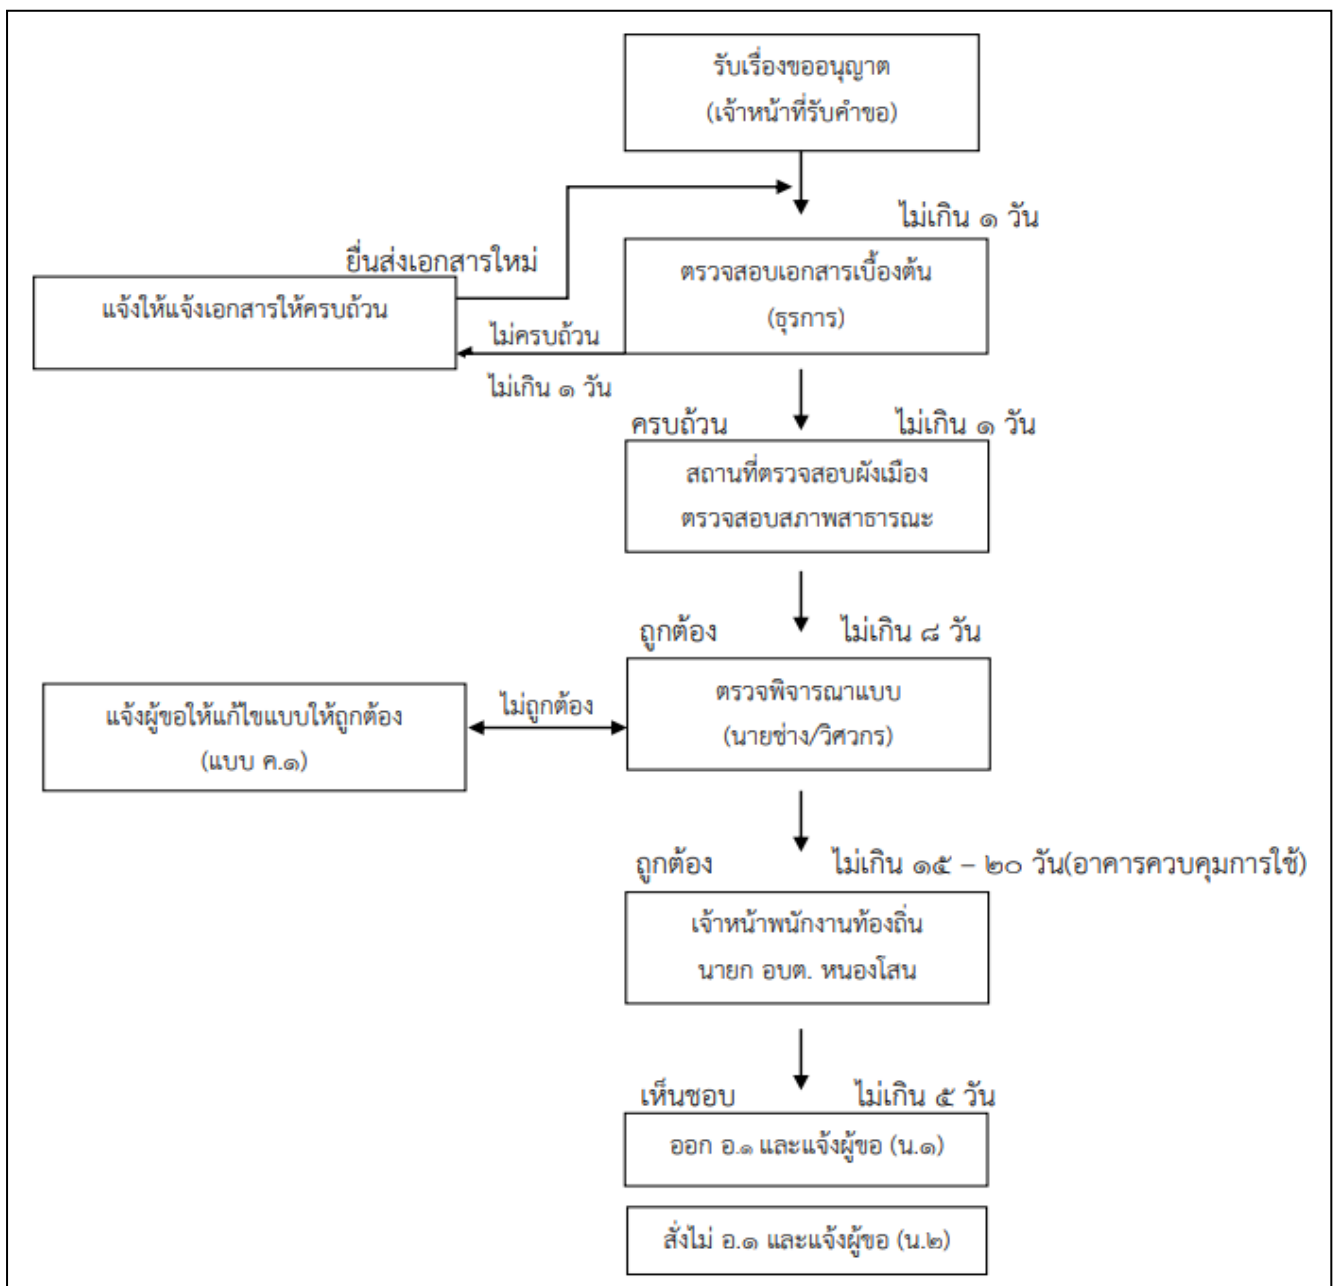 รับเรื่องขออนุญาต
(เจ้าหน้าที่รับคำขอ)
ไม่เกิน ๑ วัน
ยื่นส่งเอกสารใหม่
ตรวจสอบเอกสารเบื้องต้น
(ธุรการ)
แจ้งให้แจ้งเอกสารให้ครบถ้วน
ไม่ครบถ้วน
ไม่เกิน ๑ วัน
ครบถ้วน ไม่เกิน ๑ วัน
สถานที่ตรวจสอบผังเมือง
ตรวจสอบสภาพสาธารณะ
ถูกต้อง ไม่เกิน ๘ วัน
ตรวจพิจารณาแบบ
(นายช่าง/วิศวกร)
ไม่ถูกต้อง
แจ้งผู้ขอให้แก้ไขแบบให้ถูกต้อง
(แบบ ค.๑)
ถูกต้อง ไม่เกิน ๑๕ – ๒๐ วัน(อาคารควบคุมการใช้)
เจ้าหน้าพนักงานท้องถิ่น
นายก อบต. หนองโสน
เห็นชอบ ไม่เกิน ๕ วัน
ออก อ.๑ และแจ้งผู้ขอ (น.๑)
สั่งไม่ อ.๑ และแจ้งผู้ขอ (น.๒)